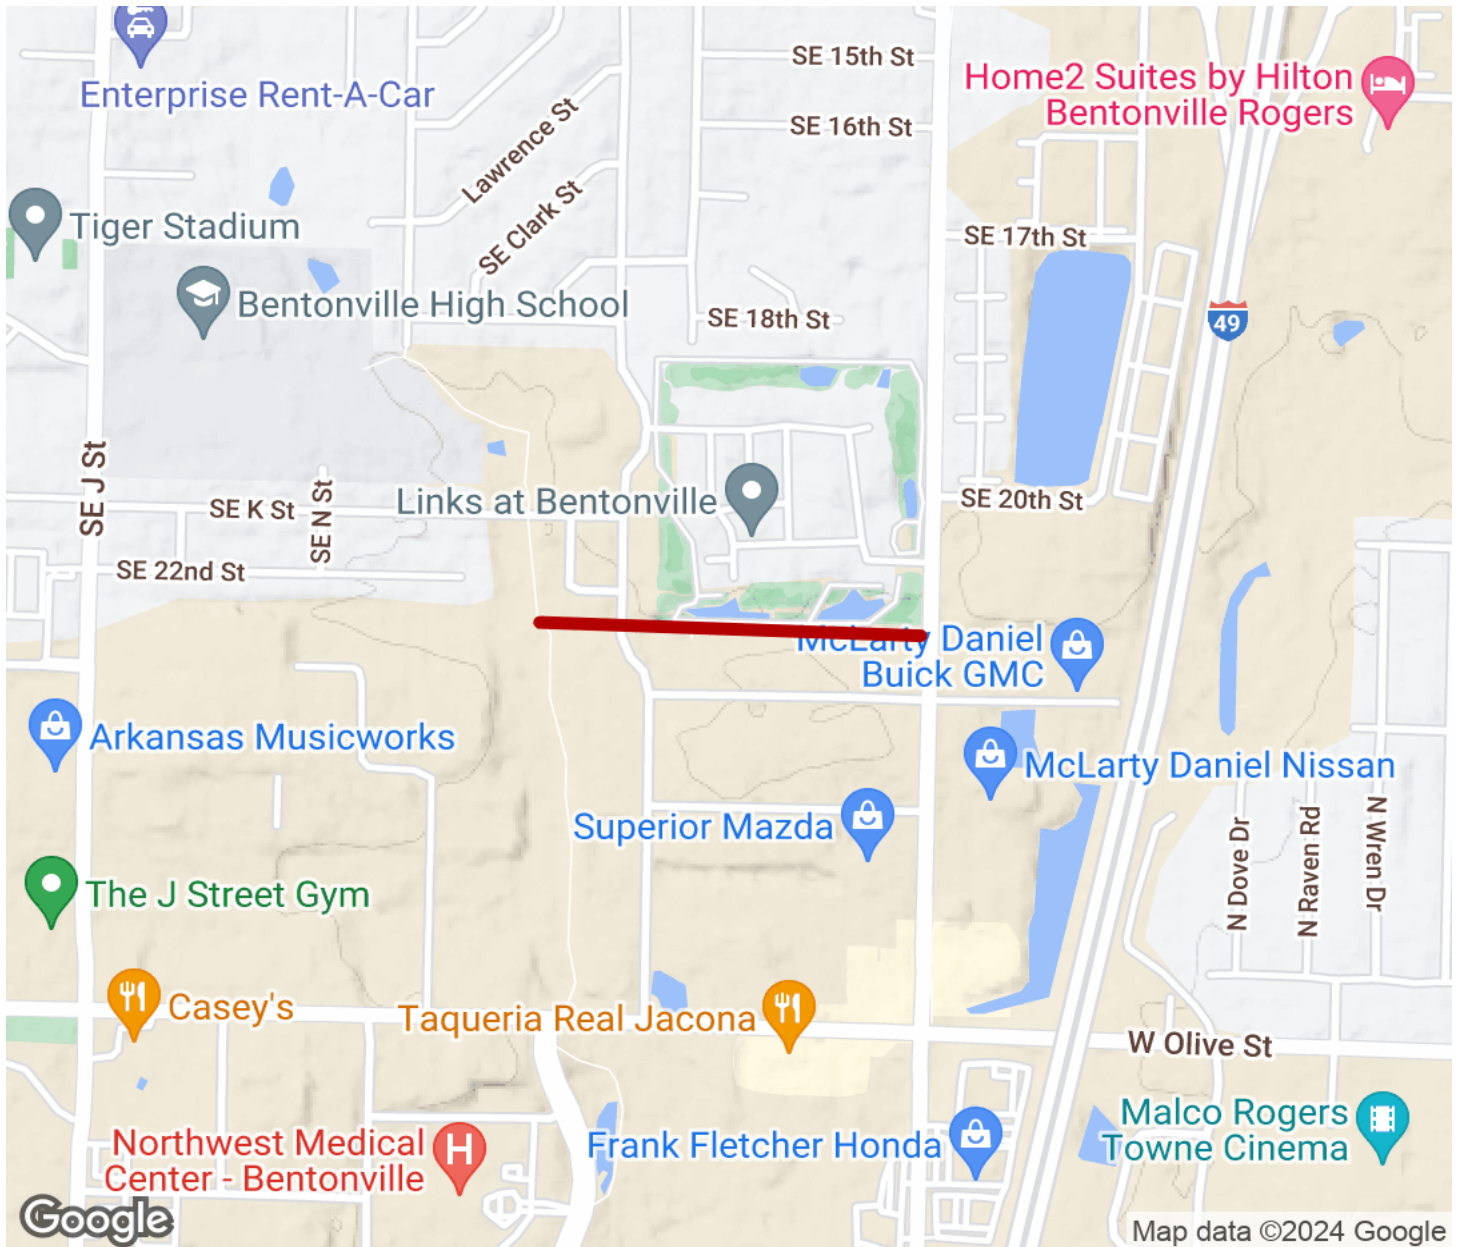 Enterprise Rent-A-Car
SE 15th St
Home2 Suites by Hilton
Bentonville Rogers
SE 16th St
Lawrence St
SE Clark St
Tiger Stadium
SE 17th St
Bentonville High School
SE 18th St
49
SE J St
Links at Bentonville
SE 20th St
SE K St
SE N St
SE 22nd St
McLarty Daniel
Buick GMC
Arkansas Musicworks
McLarty Daniel Nissan
Superior Mazda
N Dove Dr
N Raven Rd
N Wren Dr
The J Street Gym
Casey's
Taqueria Real Jacona
W Olive St
Northwest Medical
Center - Bentonville
H
Frank Fletcher Honda
Malco Rogers
Towne Cinema
Google
Map data ©2024 Google